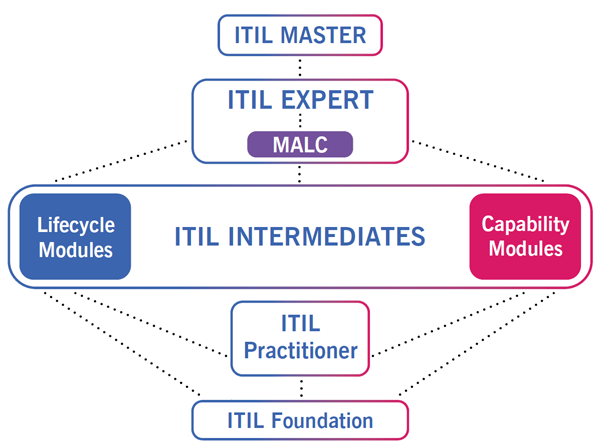 ITIL MASTER
ITIL EXPERT
MALC
Lifecycle
Modules
ITIL INTERMEDIATES
Capability
Modules
ITIL
Practitioner
ITIL Foundation